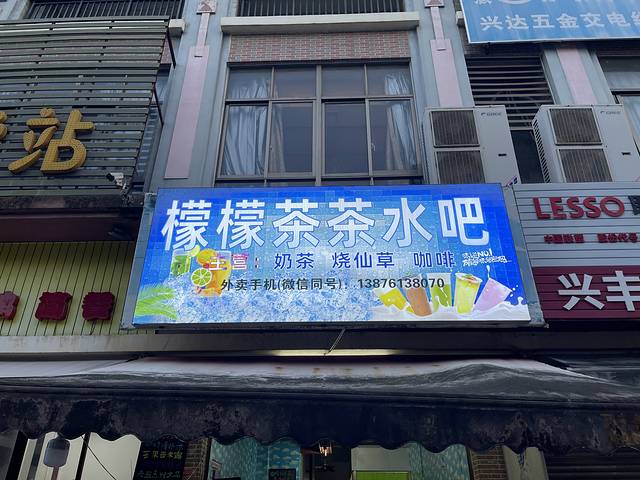 兴达五金交电
站
檬檬茶茶水吧
主营：奶茶 烧仙草 咖啡
外卖手机(微信同号)：13876138070
LESSO
兴丰